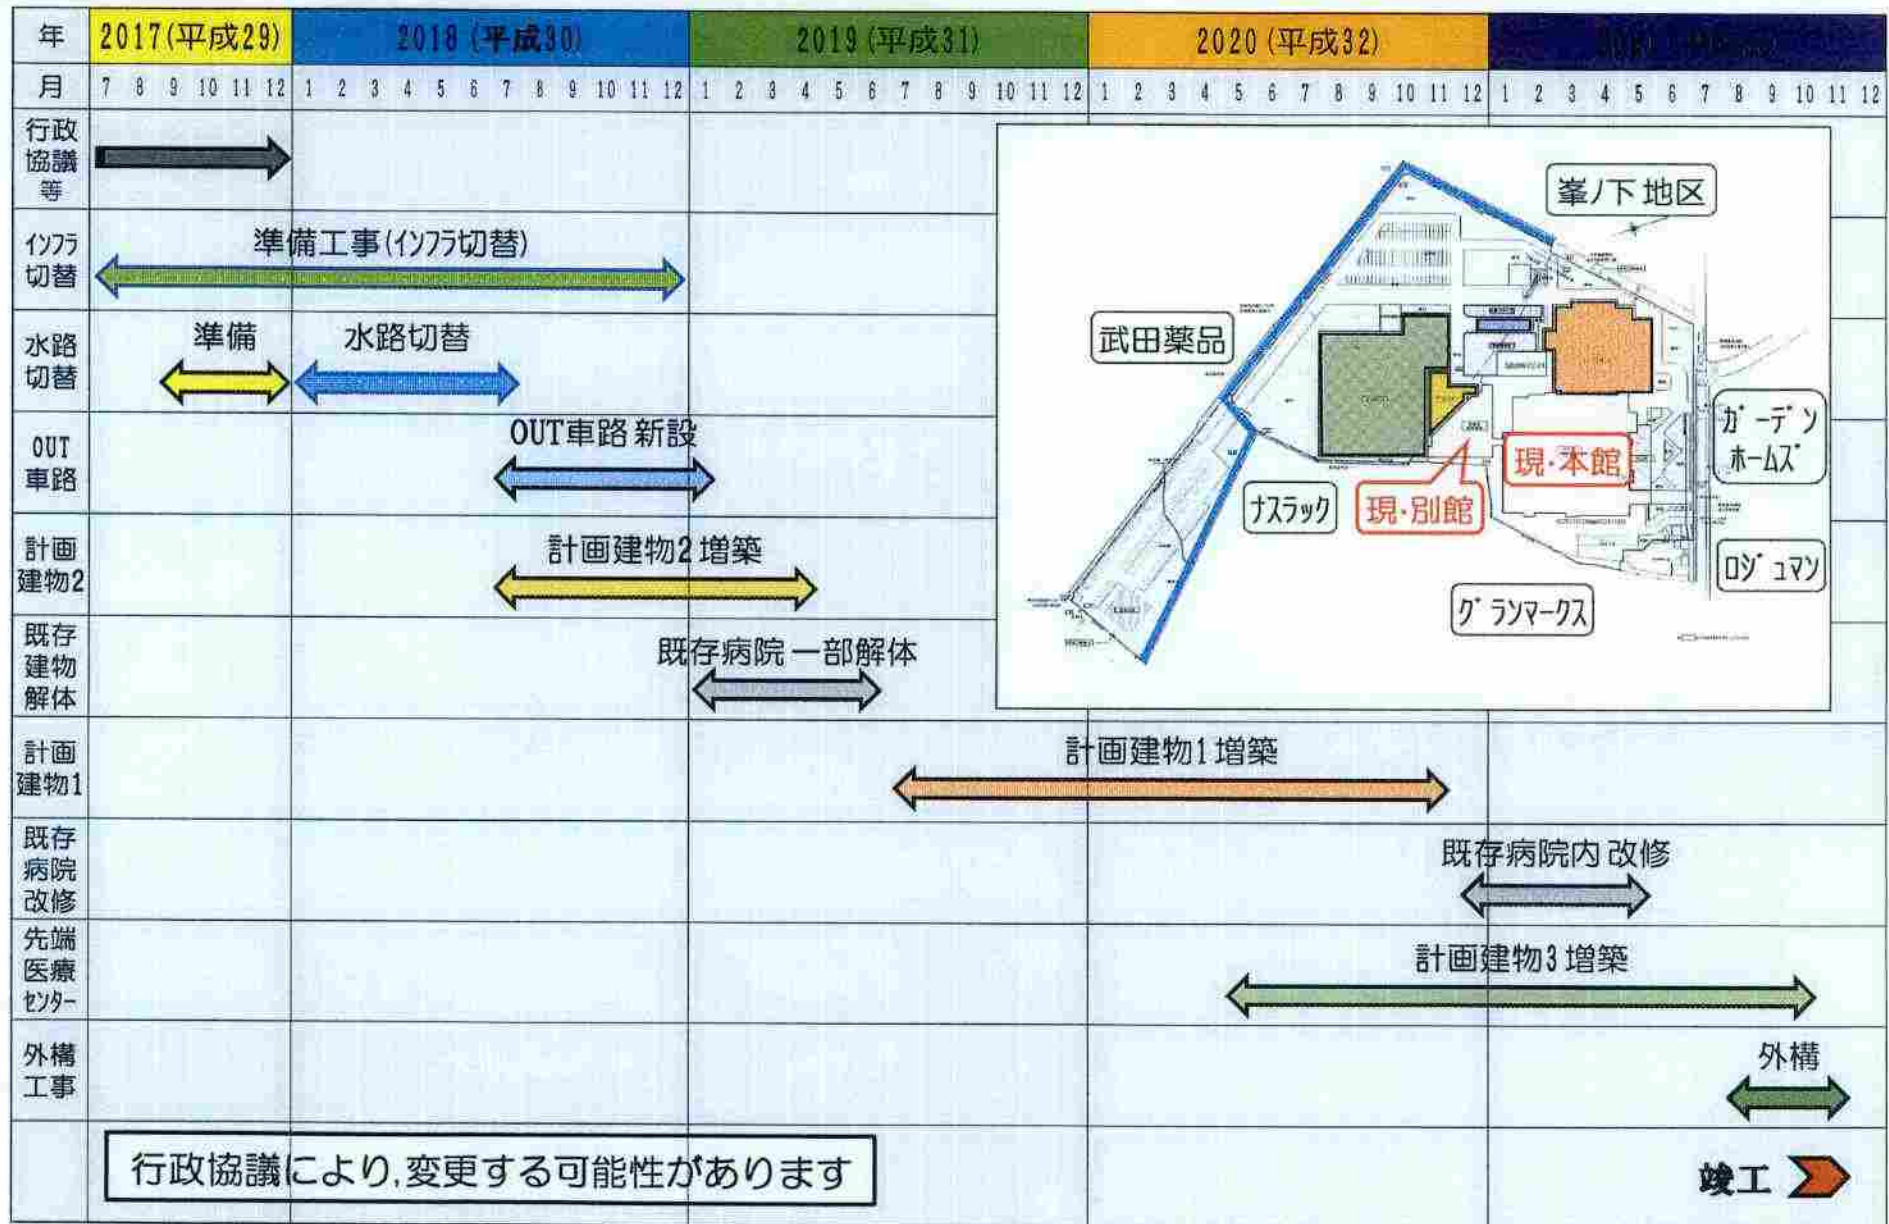 年 2017(平成29) 2018(平成30) 2019(平成31) 2020(平成32)
月 7 8 9 10 11 12 1 2 3 4 5 6 7 8 9 10 11 12 1 2 3 4 5 6 7 8 9 10 11 12 1 2 3 4 5 6 7 8 9 10 11 12 1 2 3 4 5 6 7 8 9 10 11 12
行政
協議
等
インフラ
切替
準備工事(インフラ切替)
水路
切替
準備
水路切替
OUT
車路
OUT車路新設
計画
建物2
計画建物2増築
既存
建物
解体
既存病院一部解体
峯ノ下地区
武田薬品
ガーデン
ホームズ
現・本館
現・別館
ナスラック
ロジュマン
グランマークス
計画
建物1
計画建物1増築
既存
病院
改修
既存病院内改修
先端
医療
センター
計画建物3増築
外構
工事
外構
行政協議により,変更する可能性があります
竣工